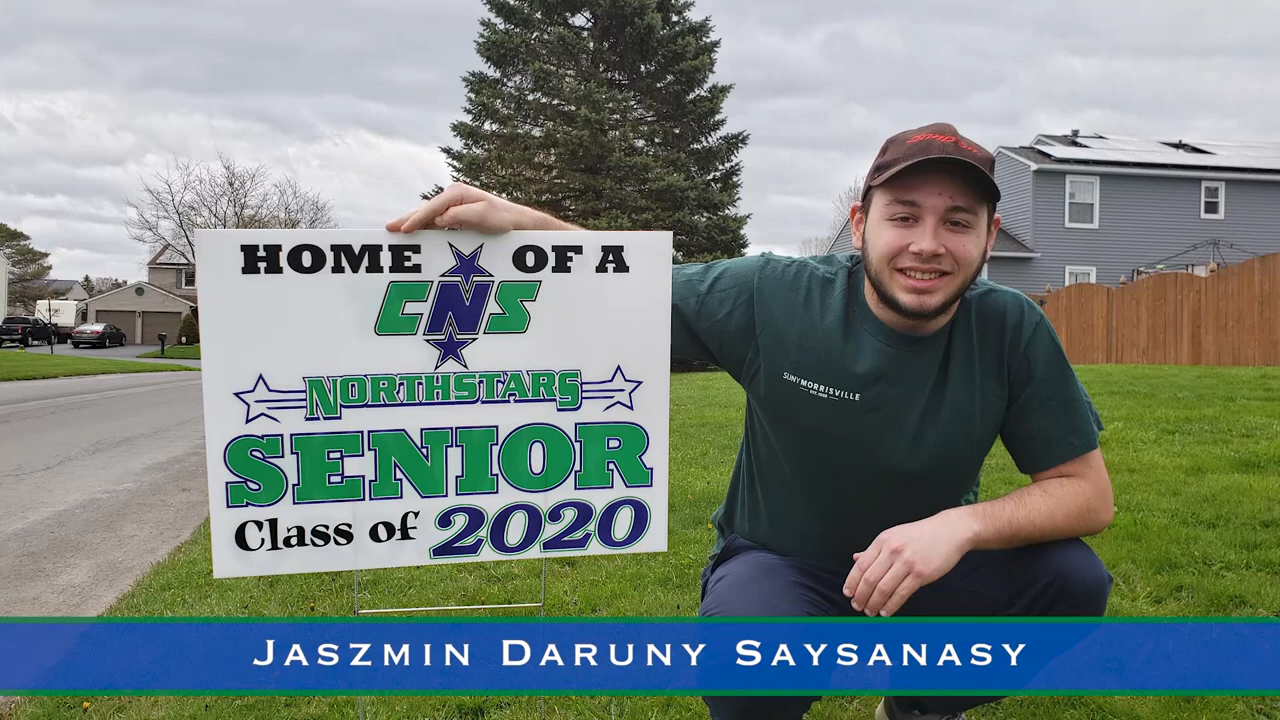 HOME OF A
CNS
NORTHSTARS
SENIOR
Class of 2020
SUNY MORRISVILLE
JASZMIN DARUNY SAYSANASY